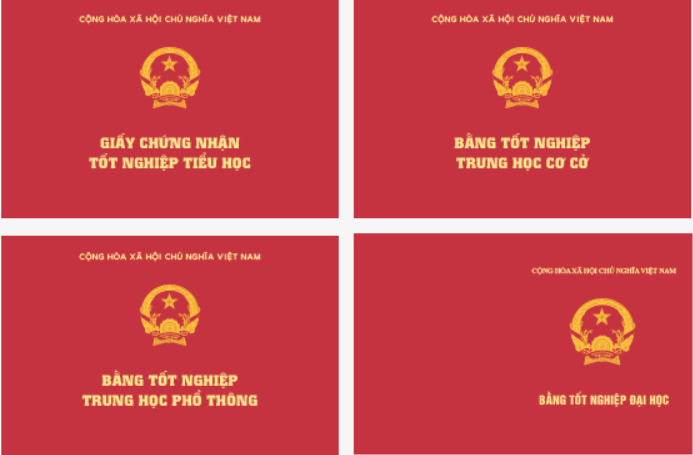 CỘNG HÒA XÃ HỘI CHỦ NGHĨA VIỆT NAM
GIẤY CHỨNG NHẬN
TỐT NGHIỆP TIỂU HỌC
CỘNG HÒA XÃ HỘI CHỦ NGHĨA VIỆT NAM
BẰNG TỐT NGHIỆP
TRUNG HỌC CƠ CỞ
CỘNG HÒA XÃ HỘI CHỦ NGHĨA VIỆT NAM
BẰNG TỐT NGHIỆP
TRUNG HỌC PHỔ THÔNG
CỘNG HÒA XÃ HỘI CHỦ NGHĨA VIỆT NAM
BẰNG TỐT NGHIỆP ĐẠI HỌC